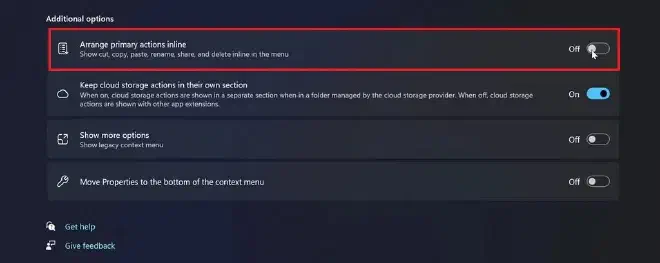 Additional options
Arrange primary actions inline
Show cut, copy, paste, rename, share, and delete inline in the menu
Off
Keep cloud storage actions in their own section
When on, cloud storage actions are shown in a separate section when in a folder managed by the cloud storage provider. When off, cloud storage
actions are shown with other app extensions.
On
Show more options
Show legacy context menu
Off
Move Properties to the bottom of the context menu
Off
Get help
Give feedback